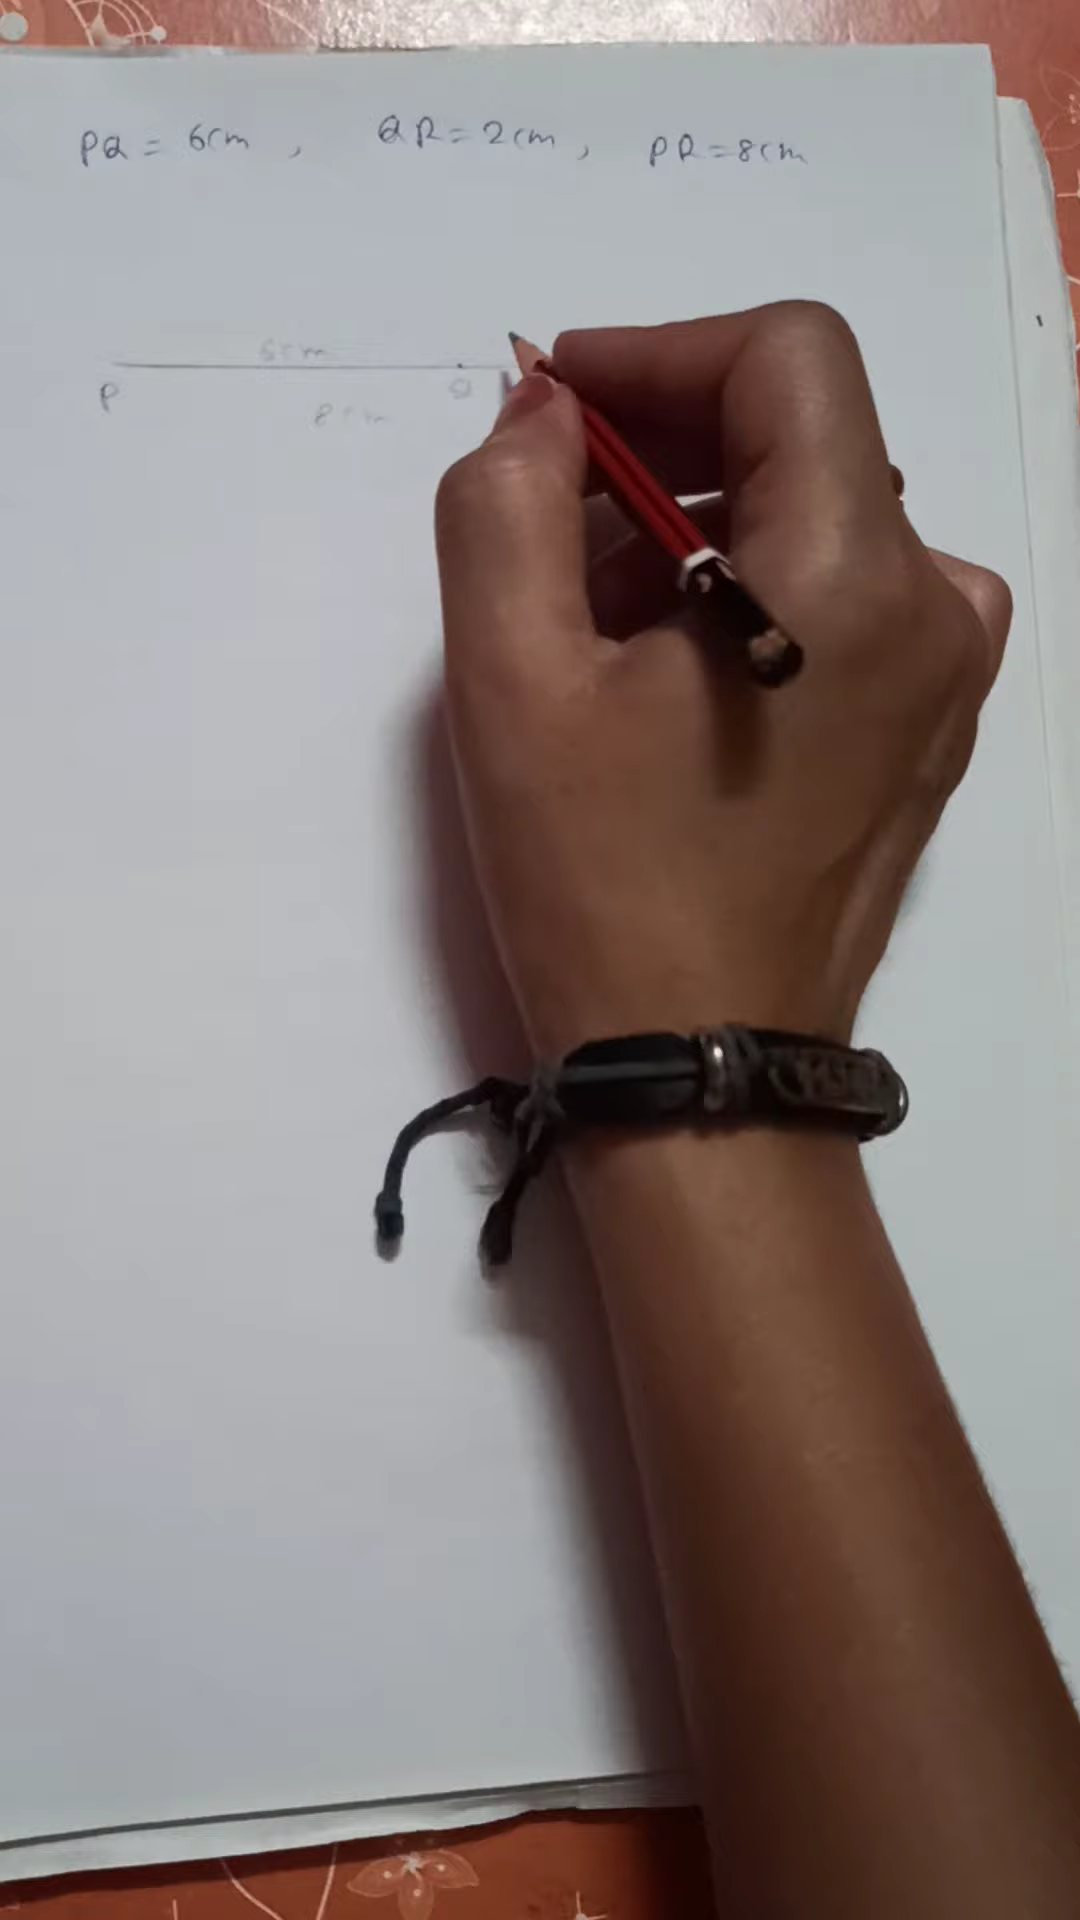 PQ = 6cm , QR = 2cm , PR = 8cm
6cm
P Q
8cm